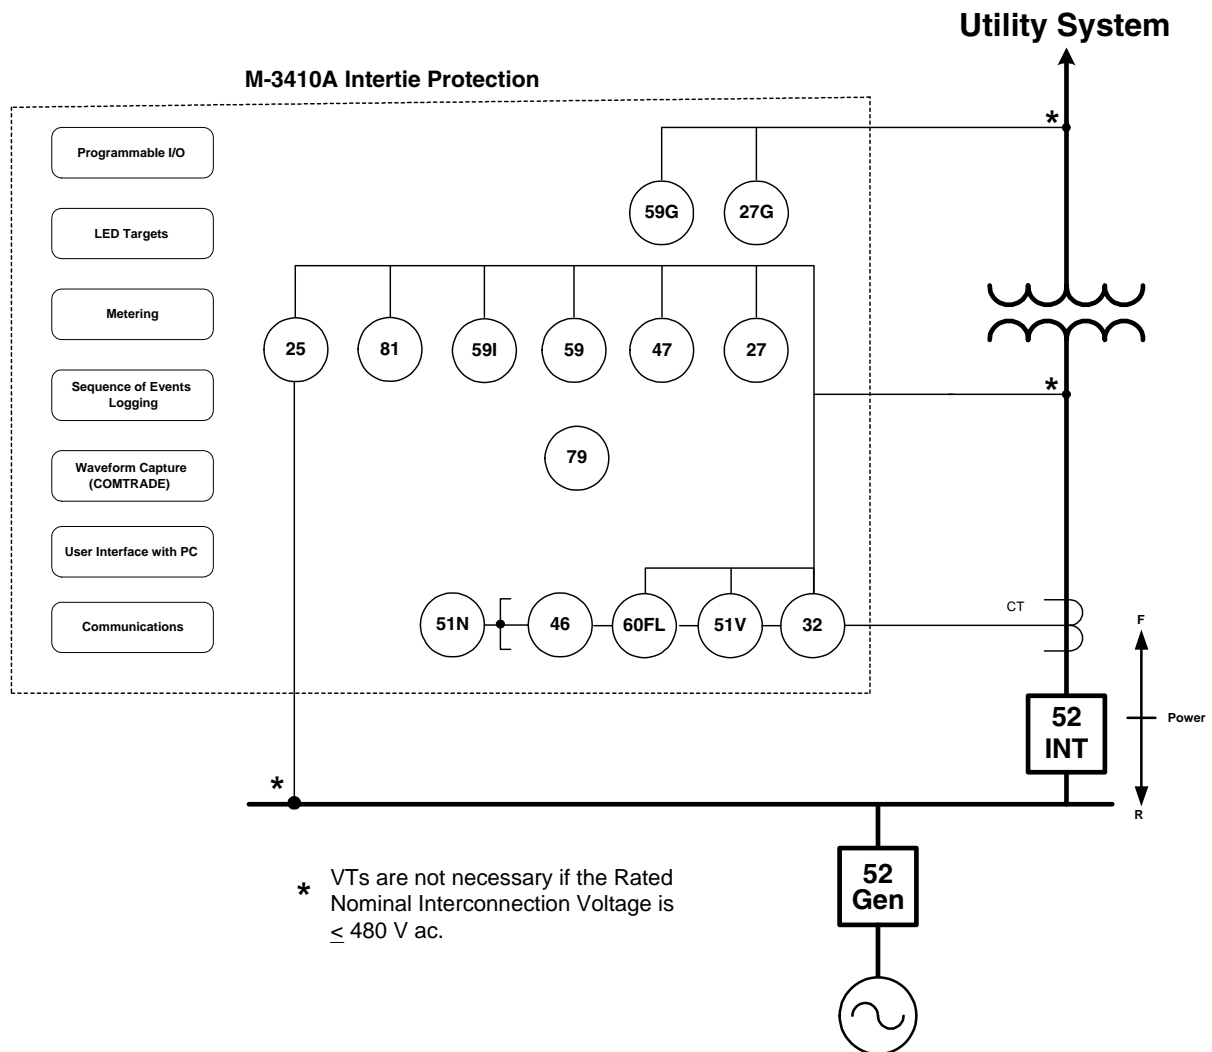 Utility System
M-3410A Intertie Protection
*
Programmable I/O
59G
27G
LED Targets
Metering
25
81
59I
59
47
27
*
Sequence of Events
Logging
79
Waveform Capture
(COMTRADE)
User Interface with PC
Communications
51N
46
60FL
51V
32
CT
F
52
INT
Power
R
*
52
Gen
* VTs are not necessary if the Rated
Nominal Interconnection Voltage is
≤ 480 V ac.